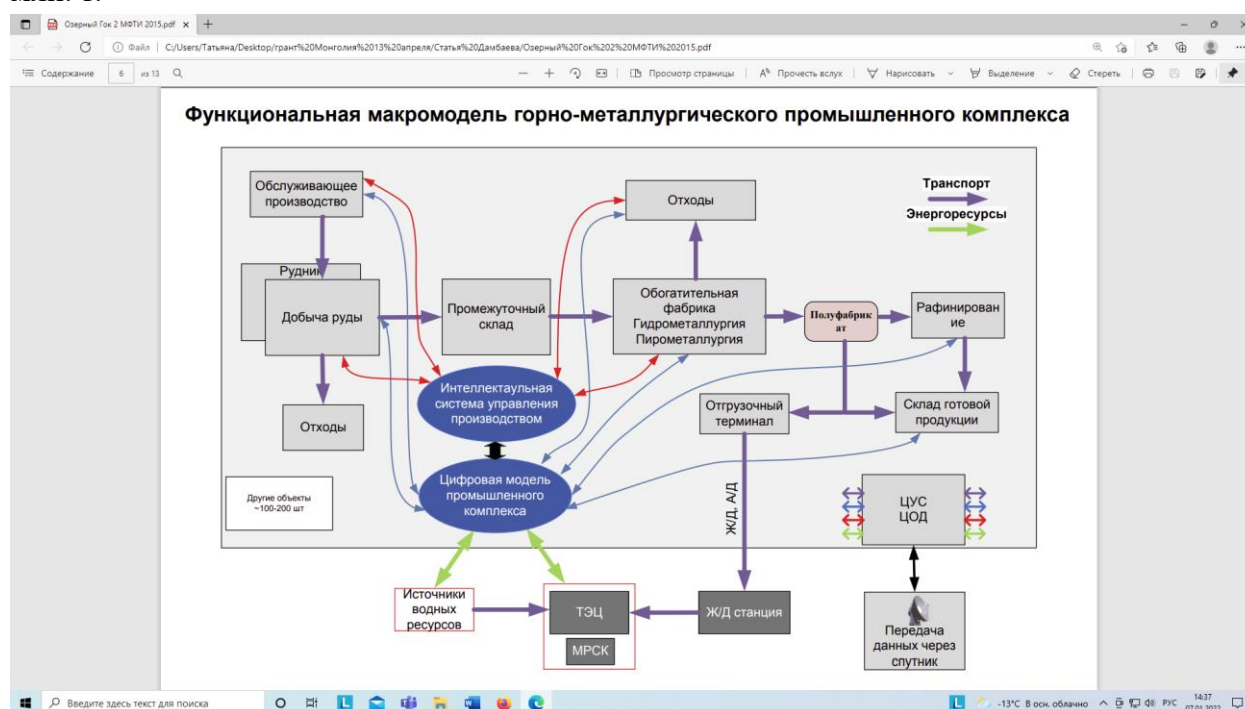 Озерный Гок 2 МФТИ 2015.pdf
Файл
C:/Users/Татьяна/Desktop/грант%20Монголия%2013%20апреля/Статья%20Дамбаева/Озерный%20Гок%202%20МФТИ%202015.pdf
Содержание
6
из 13
Просмотр страницы
Прочесть вслух
Нарисовать
Выделение
Стереть
Функциональная макромодель горно-металлургического промышленного комплекса
Обслуживающее
производство
Отходы
Транспорт
Энергоресурсы
Рудник
Добыча руды
Промежуточный
склад
Обогатительная
фабрика
Гидрометаллургия
Пирометаллургия
Полуфабрик
ат
Рафинирован
ие
Интеллектаульная
система управления
производством
Отгрузочный
терминал
Склад готовой
продукции
Отходы
Цифровая модель
промышленного
комплекса
Другие объекты
~100-200 шт
Ж/Д, А/Д
ЦУС
ЦОД
Источники
водных
ресурсов
ТЭЦ
МРСК
Ж/Д станция
Передача
данных через
спутник
Введите здесь текст для поиска
-13°C В осн. облачно
РУС
14:37
07.01.2022